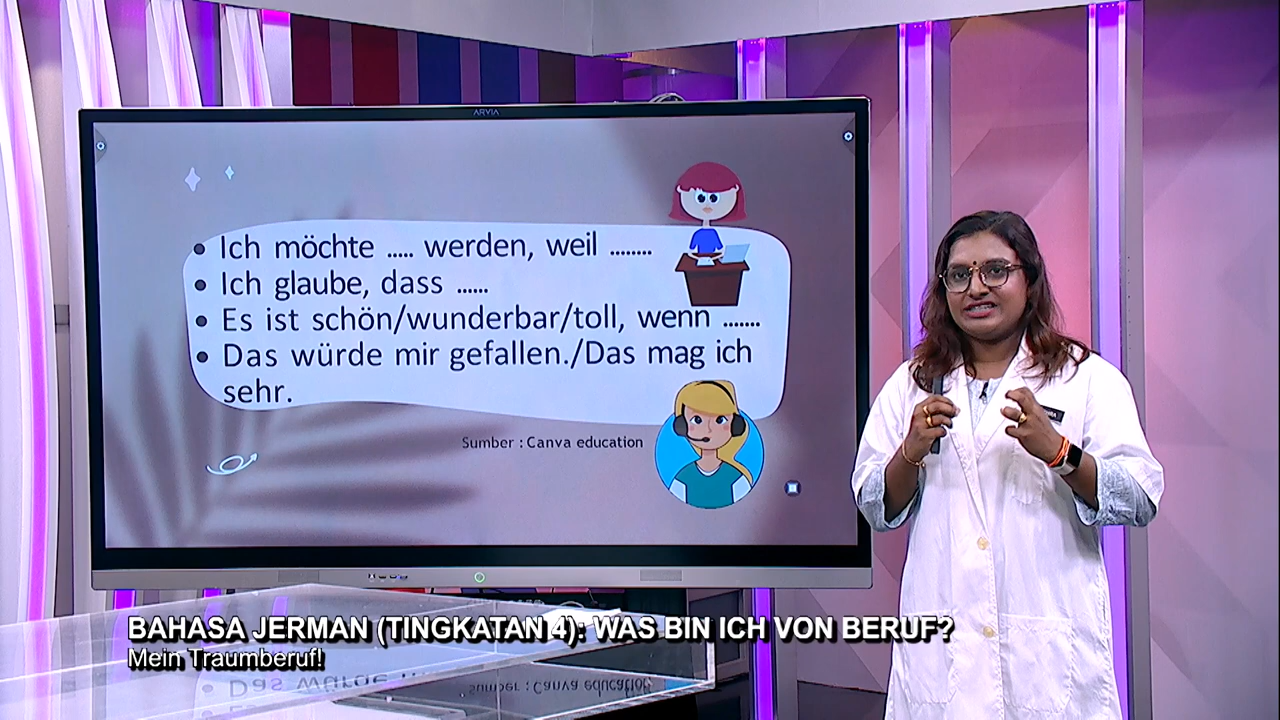 ARVIA
• Ich möchte ..... werden, weil ........
• Ich glaube, dass ......
• Es ist schön/wunderbar/toll, wenn .......
• Das würde mir gefallen./Das mag ich
sehr.
Sumber : Canva education
BAHASA JERMAN (TINGKATAN 4): WAS BIN ICH VON BERUF?
Mein Traumberuf!